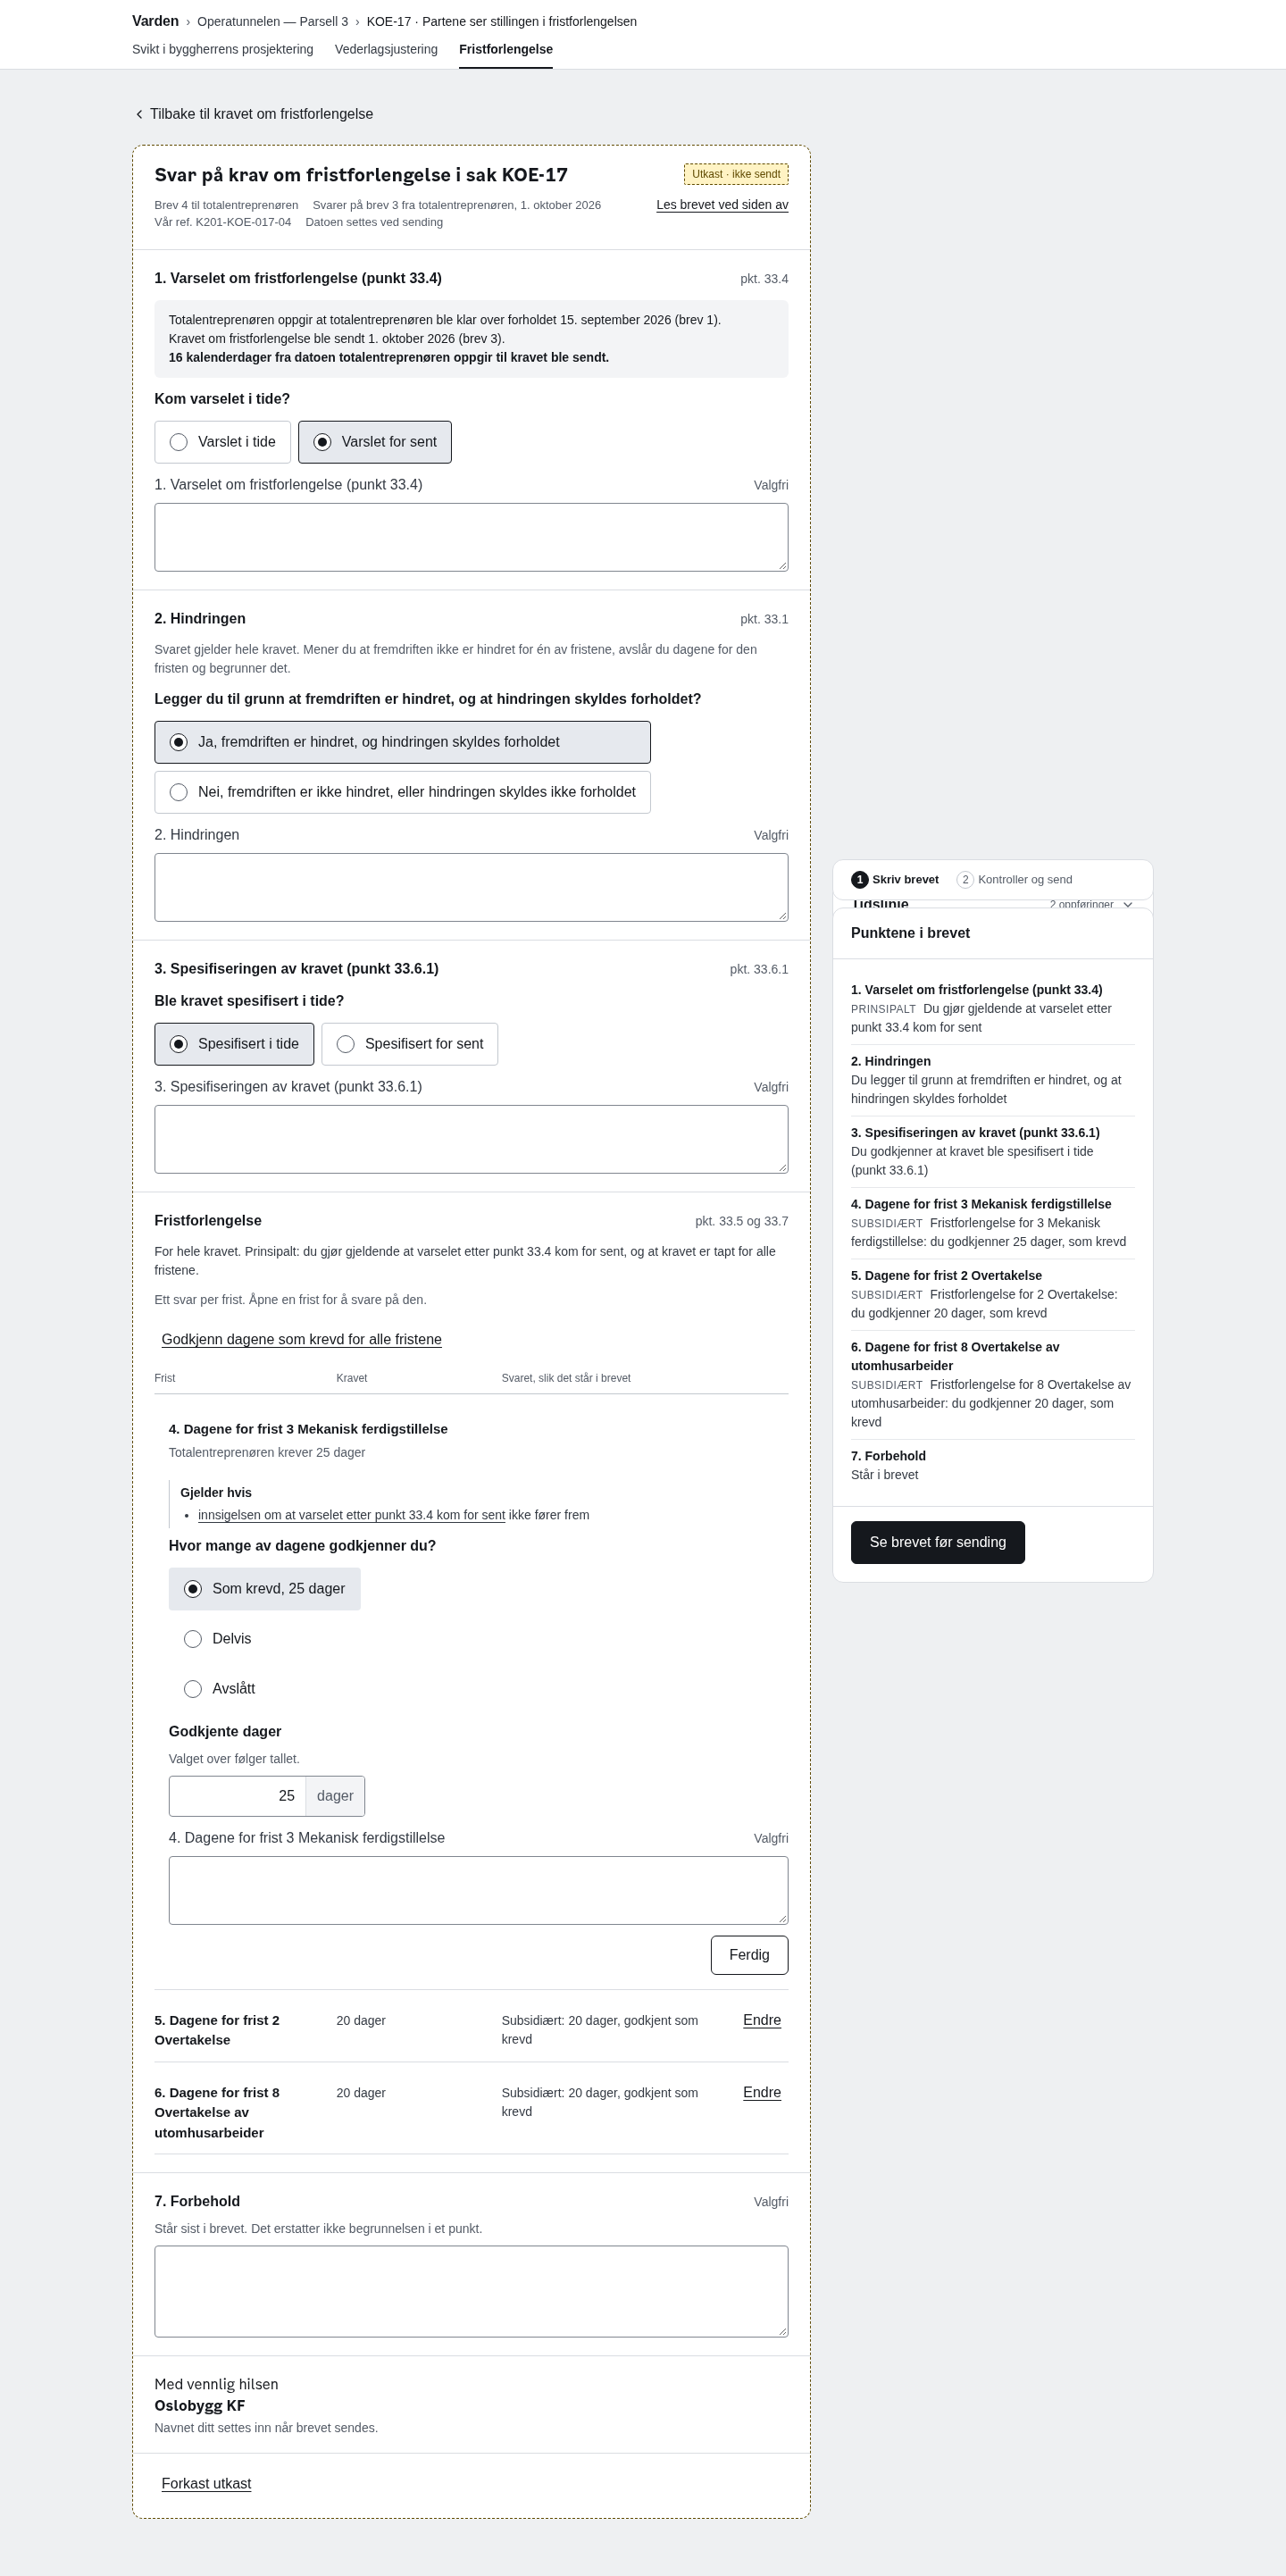 Varden › Operatunnelen — Parsell 3 › KOE-17 · Partene ser stillingen i fristforlengelsen
Svikt i byggherrens prosjektering Vederlagsjustering Fristforlengelse
Tilbake til kravet om fristforlengelse
Svar på krav om fristforlengelse i sak KOE-17
Utkast · ikke sendt
Brev 4 til totalentreprenøren Svarer på brev 3 fra totalentreprenøren, 1. oktober 2026
Les brevet ved siden av
Vår ref. K201-KOE-017-04 Datoen settes ved sending
1. Varselet om fristforlengelse (punkt 33.4)
pkt. 33.4
Totalentreprenøren oppgir at totalentreprenøren ble klar over forholdet 15. september 2026 (brev 1).
Kravet om fristforlengelse ble sendt 1. oktober 2026 (brev 3).
16 kalenderdager fra datoen totalentreprenøren oppgir til kravet ble sendt.
Kom varselet i tide?
Varslet i tide
Varslet for sent
1. Varselet om fristforlengelse (punkt 33.4)
Valgfri
2. Hindringen
pkt. 33.1
Svaret gjelder hele kravet. Mener du at fremdriften ikke er hindret for én av fristene, avslår du dagene for den
fristen og begrunner det.
Legger du til grunn at fremdriften er hindret, og at hindringen skyldes forholdet?
Ja, fremdriften er hindret, og hindringen skyldes forholdet
Nei, fremdriften er ikke hindret, eller hindringen skyldes ikke forholdet
2. Hindringen
Valgfri
3. Spesifiseringen av kravet (punkt 33.6.1)
pkt. 33.6.1
Ble kravet spesifisert i tide?
Spesifisert i tide
Spesifisert for sent
3. Spesifiseringen av kravet (punkt 33.6.1)
Valgfri
Fristforlengelse
pkt. 33.5 og 33.7
For hele kravet. Prinsipalt: du gjør gjeldende at varselet etter punkt 33.4 kom for sent, og at kravet er tapt for alle
fristene.
Ett svar per frist. Åpne en frist for å svare på den.
Godkjenn dagene som krevd for alle fristene
Frist Kravet Svaret, slik det står i brevet
4. Dagene for frist 3 Mekanisk ferdigstillelse
Totalentreprenøren krever 25 dager
Gjelder hvis
• innsigelsen om at varselet etter punkt 33.4 kom for sent ikke fører frem
Hvor mange av dagene godkjenner du?
Som krevd, 25 dager
Delvis
Avslått
Godkjente dager
Valget over følger tallet.
25 dager
4. Dagene for frist 3 Mekanisk ferdigstillelse
Valgfri
Ferdig
5. Dagene for frist 2
Overtakelse
20 dager
Subsidiært: 20 dager, godkjent som
krevd
Endre
6. Dagene for frist 8
Overtakelse av
utomhusarbeider
20 dager
Subsidiært: 20 dager, godkjent som
krevd
Endre
7. Forbehold
Valgfri
Står sist i brevet. Det erstatter ikke begrunnelsen i et punkt.
Med vennlig hilsen
Oslobygg KF
Navnet ditt settes inn når brevet sendes.
Forkast utkast
1 Skriv brevet 2 Kontroller og send
Tidslinje 2 oppføringer
Punktene i brevet
1. Varselet om fristforlengelse (punkt 33.4)
PRINSIPALT Du gjør gjeldende at varselet etter
punkt 33.4 kom for sent
2. Hindringen
Du legger til grunn at fremdriften er hindret, og at
hindringen skyldes forholdet
3. Spesifiseringen av kravet (punkt 33.6.1)
Du godkjenner at kravet ble spesifisert i tide
(punkt 33.6.1)
4. Dagene for frist 3 Mekanisk ferdigstillelse
SUBSIDIÆRT Fristforlengelse for 3 Mekanisk
ferdigstillelse: du godkjenner 25 dager, som krevd
5. Dagene for frist 2 Overtakelse
SUBSIDIÆRT Fristforlengelse for 2 Overtakelse:
du godkjenner 20 dager, som krevd
6. Dagene for frist 8 Overtakelse av
utomhusarbeider
SUBSIDIÆRT Fristforlengelse for 8 Overtakelse av
utomhusarbeider: du godkjenner 20 dager, som
krevd
7. Forbehold
Står i brevet
Se brevet før sending